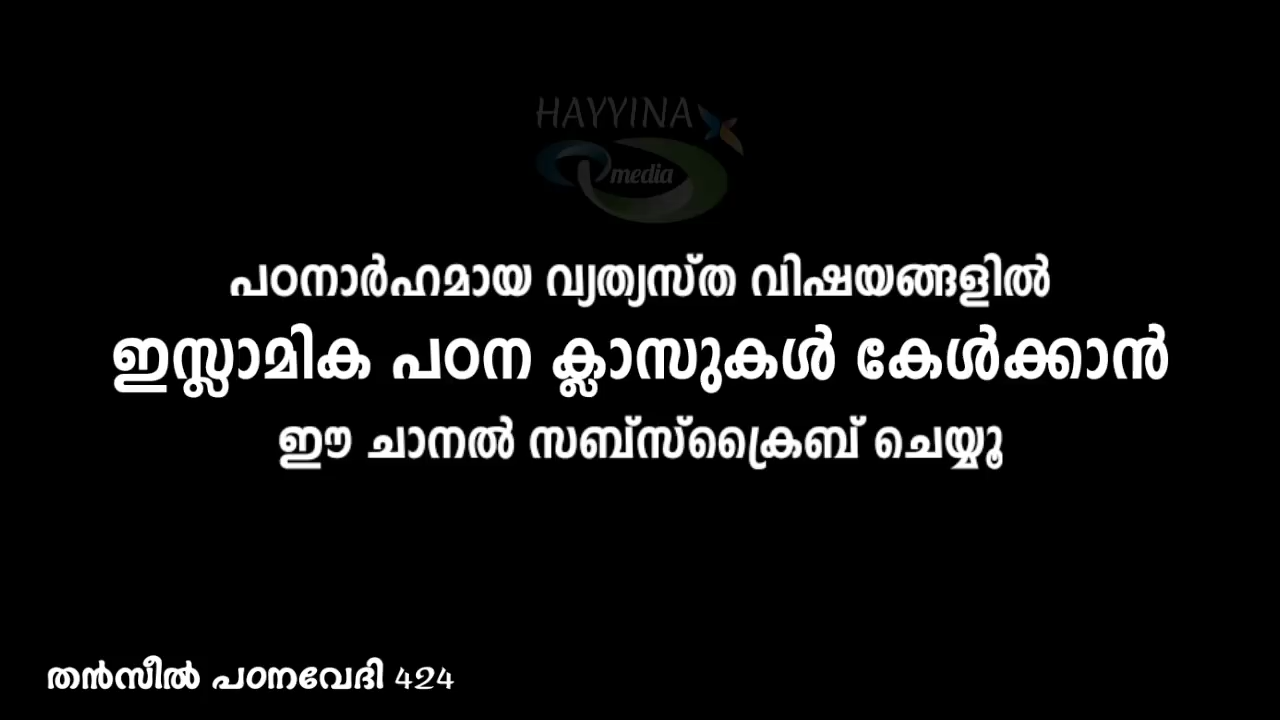 HAYYINA
media
പഠനാർഹമായ വ്യത്യസ്ത വിഷയങ്ങളിൽ
ഇസ്ലാമിക പഠന ക്ലാസുകൾ കേൾക്കാൻ
ഈ ചാനൽ സബ്സ്ക്രൈബ് ചെയ്യൂ
തൻസീൽ പഠനവേദി 424